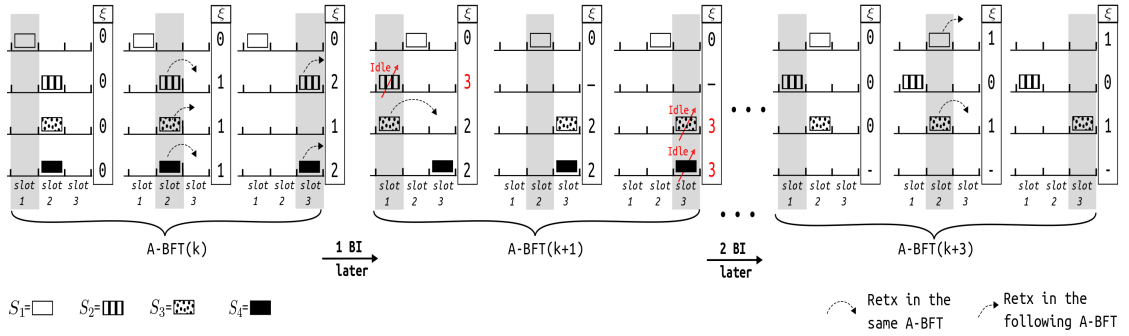 ξ ξ ξ ξ ξ ξ ξ ξ ξ
0 0 0 0 0 0 0 1 1
Idle
0 1 2 3 – – 0 0 0
Idle
0 1 1 2 2 3 0 1 1
Idle
0 1 2 2 2 3 - - -
slot slot slot slot slot slot slot slot slot slot slot slot slot slot slot slot slot slot slot slot slot slot slot slot slot slot slot
1 2 3 1 2 3 1 2 3 1 2 3 1 2 3 1 2 3 1 2 3 1 2 3 1 2 3
A-BFT(k) A-BFT(k+1) A-BFT(k+3)
1 BI 2 BI
later later
S1= S2= S3= S4=
Retx in the
same A-BFT
Retx in the
following A-BFT